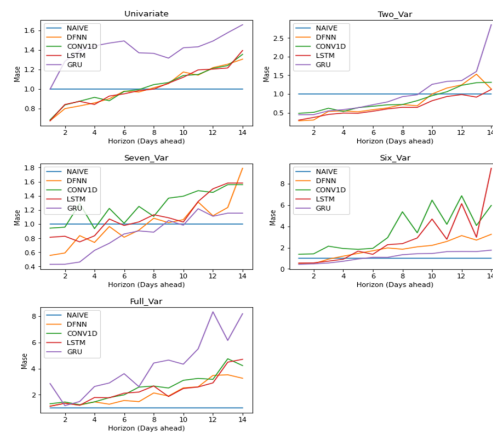 Univariate
NAIVE
DFNN
CONV1D
LSTM
GRU
Mase
1.6
1.4
1.2
1.0
0.8
2 4 6 8 10 12 14
Horizon (Days ahead)
Two_Var
NAIVE
DFNN
CONV1D
LSTM
GRU
Mase
2.5
2.0
1.5
1.0
0.5
2 4 6 8 10 12 14
Horizon (Days ahead)
Seven_Var
NAIVE
DFNN
CONV1D
LSTM
GRU
Mase
1.8
1.6
1.4
1.2
1.0
0.8
0.6
0.4
2 4 6 8 10 12 14
Horizon (Days ahead)
Six_Var
NAIVE
DFNN
CONV1D
LSTM
GRU
Mase
8
6
4
2
0
2 4 6 8 10 12 14
Horizon (Days ahead)
Full_Var
NAIVE
DFNN
CONV1D
LSTM
GRU
Mase
8
6
4
2
2 4 6 8 10 12 14
Horizon (Days ahead)